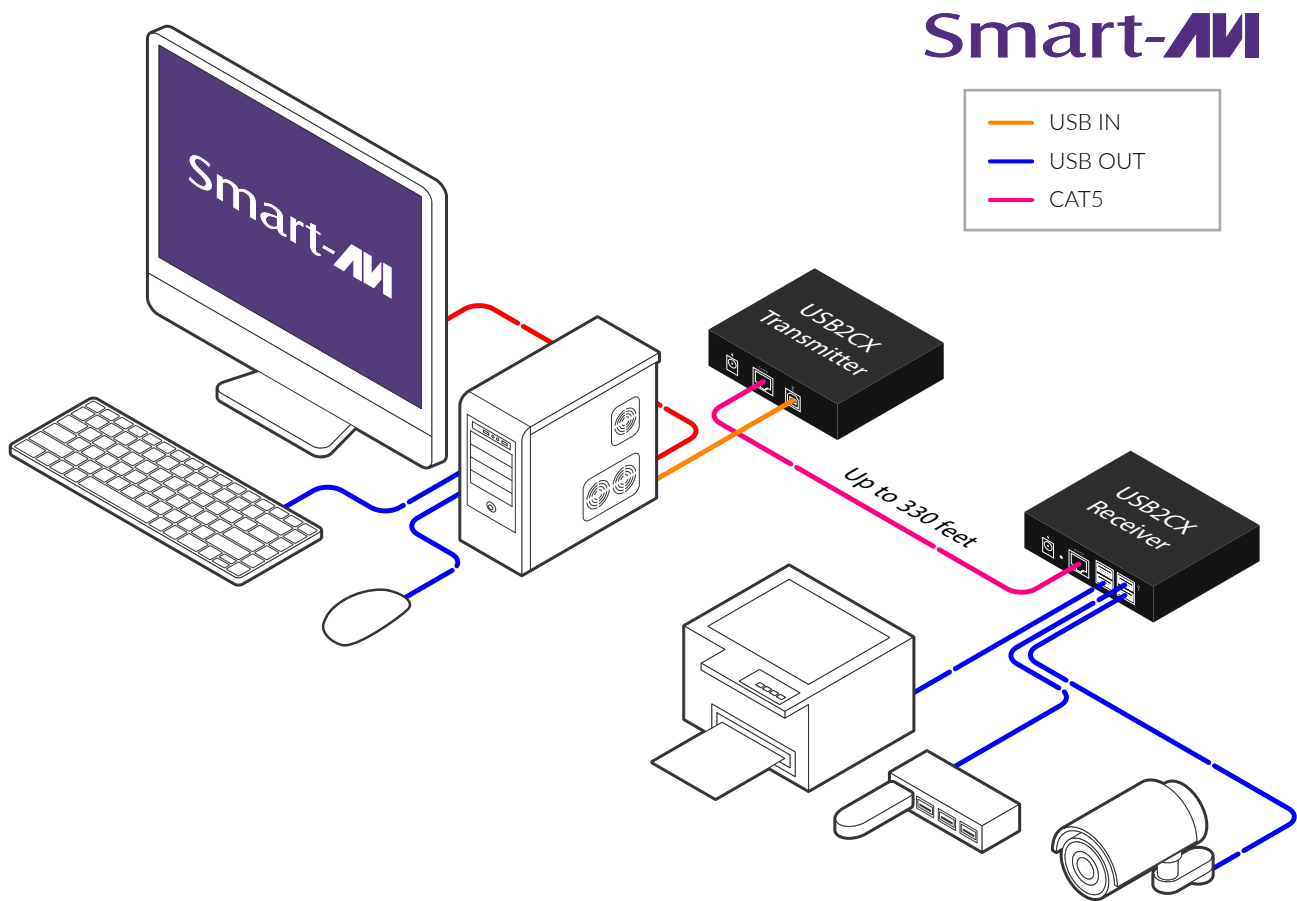 Smart-AVI
USB IN
USB OUT
CAT5
Smart-AVI
USB2CX
Transmitter
Up to 330 feet
USB2CX
Receiver